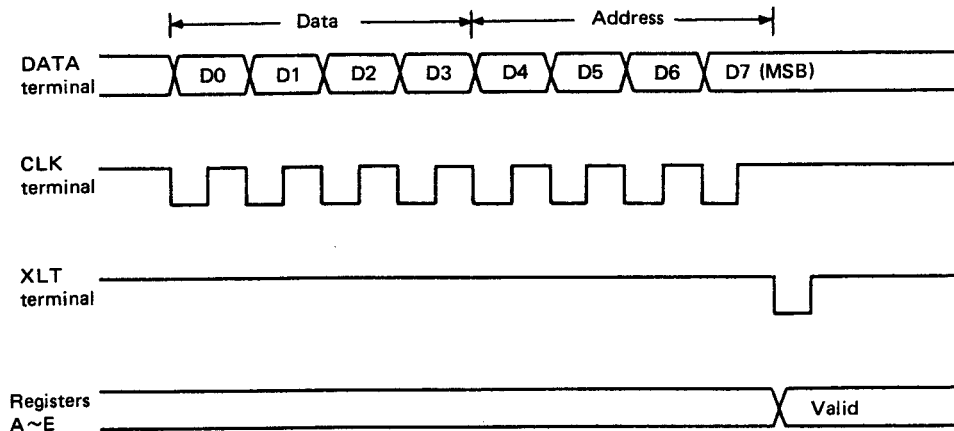 Data Address
DATA
terminal
D0 D1 D2 D3 D4 D5 D6 D7 (MSB)
CLK
terminal
XLT
terminal
Registers
A~E
Valid